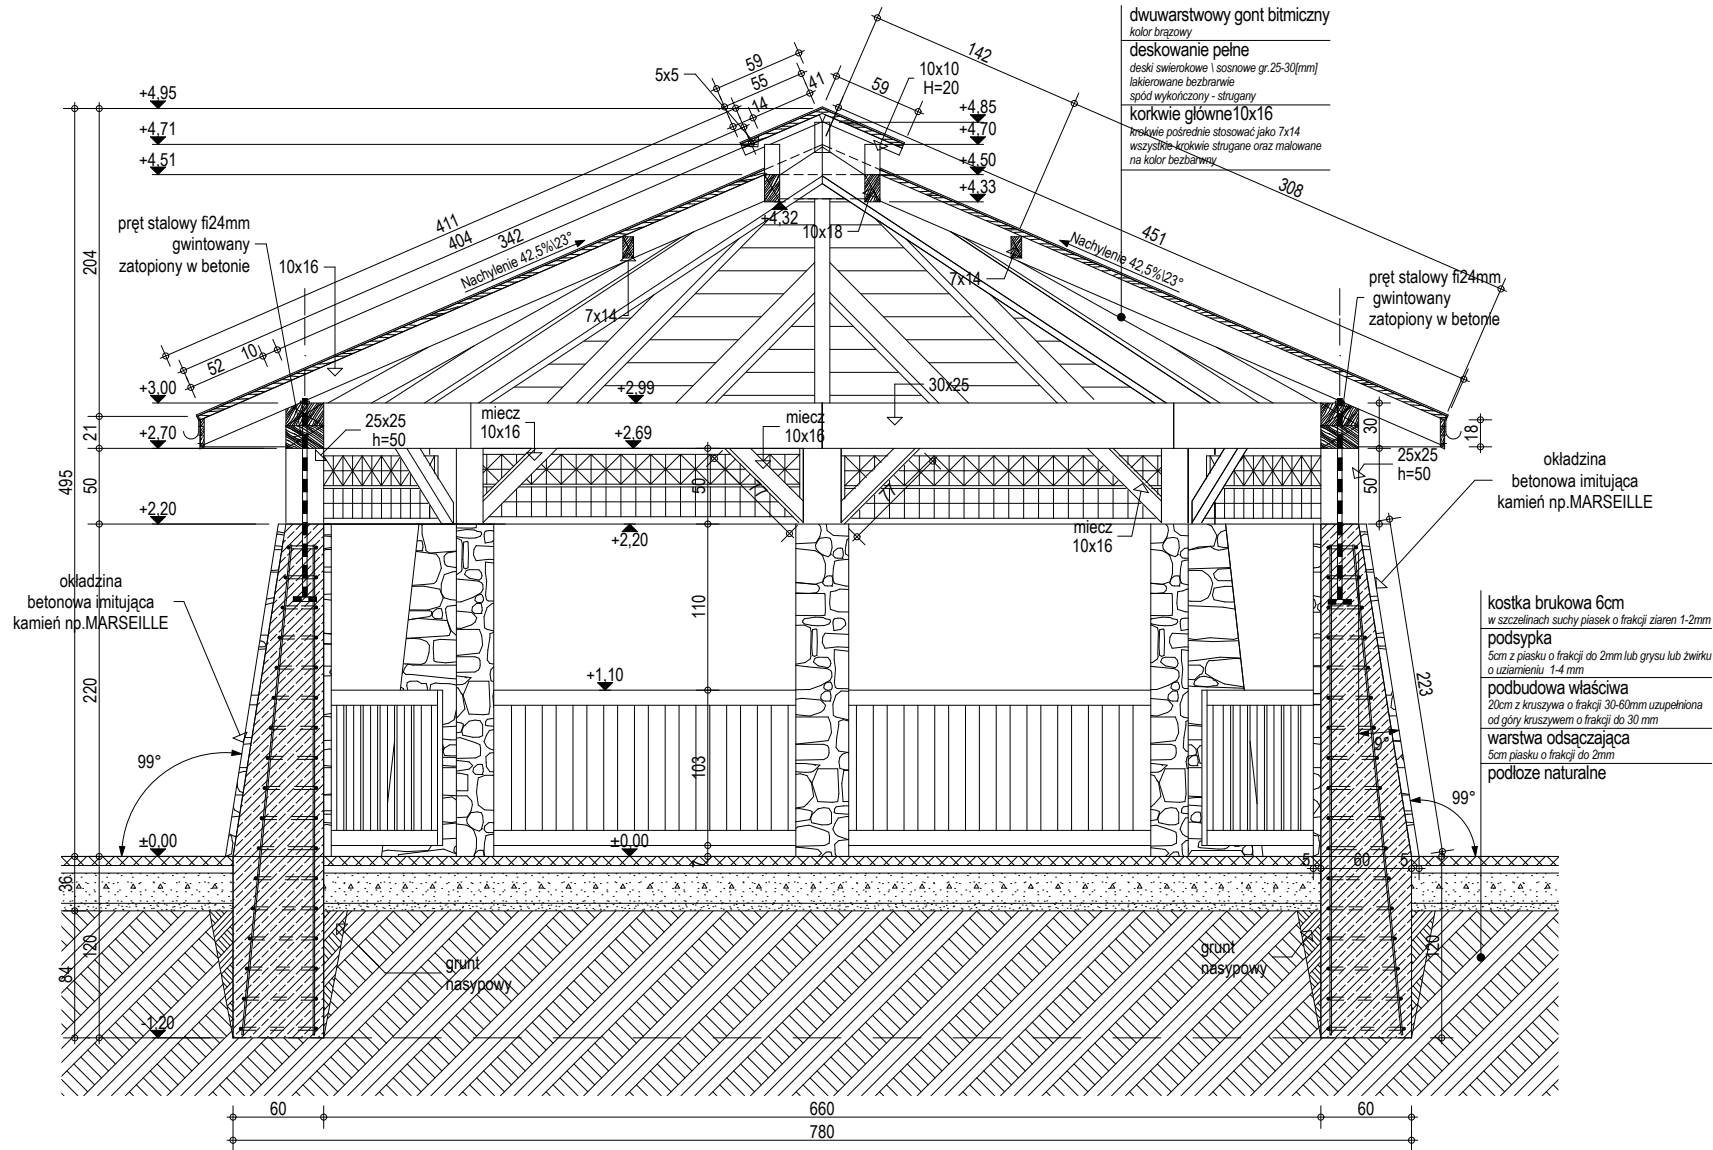 dwuwarstwowy gont bitmiczny
kolor brązowy
deskowanie pełne
deski swierokowe \ sosnowe gr.25-30[mm]
lakierowane bezbrarwie
spód wykończony - strugany
korkwie główne10x16
krokwie pośrednie stosować jako 7x14
wszystkie krokwie strugane oraz malowane
na kolor bezbarwny
142
59
55
41
14
5x5
10x10
H=20
59
+4,95
+4,71
+4,51
+4,85
+4,70
+4,50
+4,33
+4,32
10x18
308
451
411
404
342
Nachylenie 42.5%\23°
Nachylenie 42,5%\23°
pręt stalowy fi24mm
gwintowany
zatopiony w betonie
10x16
7x14
7x14
pręt stalowy fi24mm
gwintowany
zatopiony w betonie
204
52
10
+3,00
+2,99
30x25
21
+2,70
25x25
h=50
miecz
10x16
+2,69
miecz
10x16
30
18
25x25
h=50
495
50
50
77
77
50
okładzina
betonowa imitująca
kamień np.MARSEILLE
+2,20
+2,20
miecz
10x16
okładzina
betonowa imitująca
kamień np.MARSEILLE
110
220
+1,10
223
9°
99°
103
99°
kostka brukowa 6cm
w szczelinach suchy piasek o frakcji ziaren 1-2mm
podsypka
5cm z piasku o frakcji do 2mm lub grysu lub żwirku
o uziarnieniu 1-4 mm
podbudowa właściwa
20cm z kruszywa o frakcji 30-60mm uzupełniona
od góry kruszywem o frakcji do 30 mm
warstwa odsączająca
5cm piasku o frakcji do 2mm
podłoze naturalne
±0,00
±0,00
7
5
60
5
36
84
120
120
grunt
nasypowy
grunt
nasypowy
-1,20
60
660
60
780